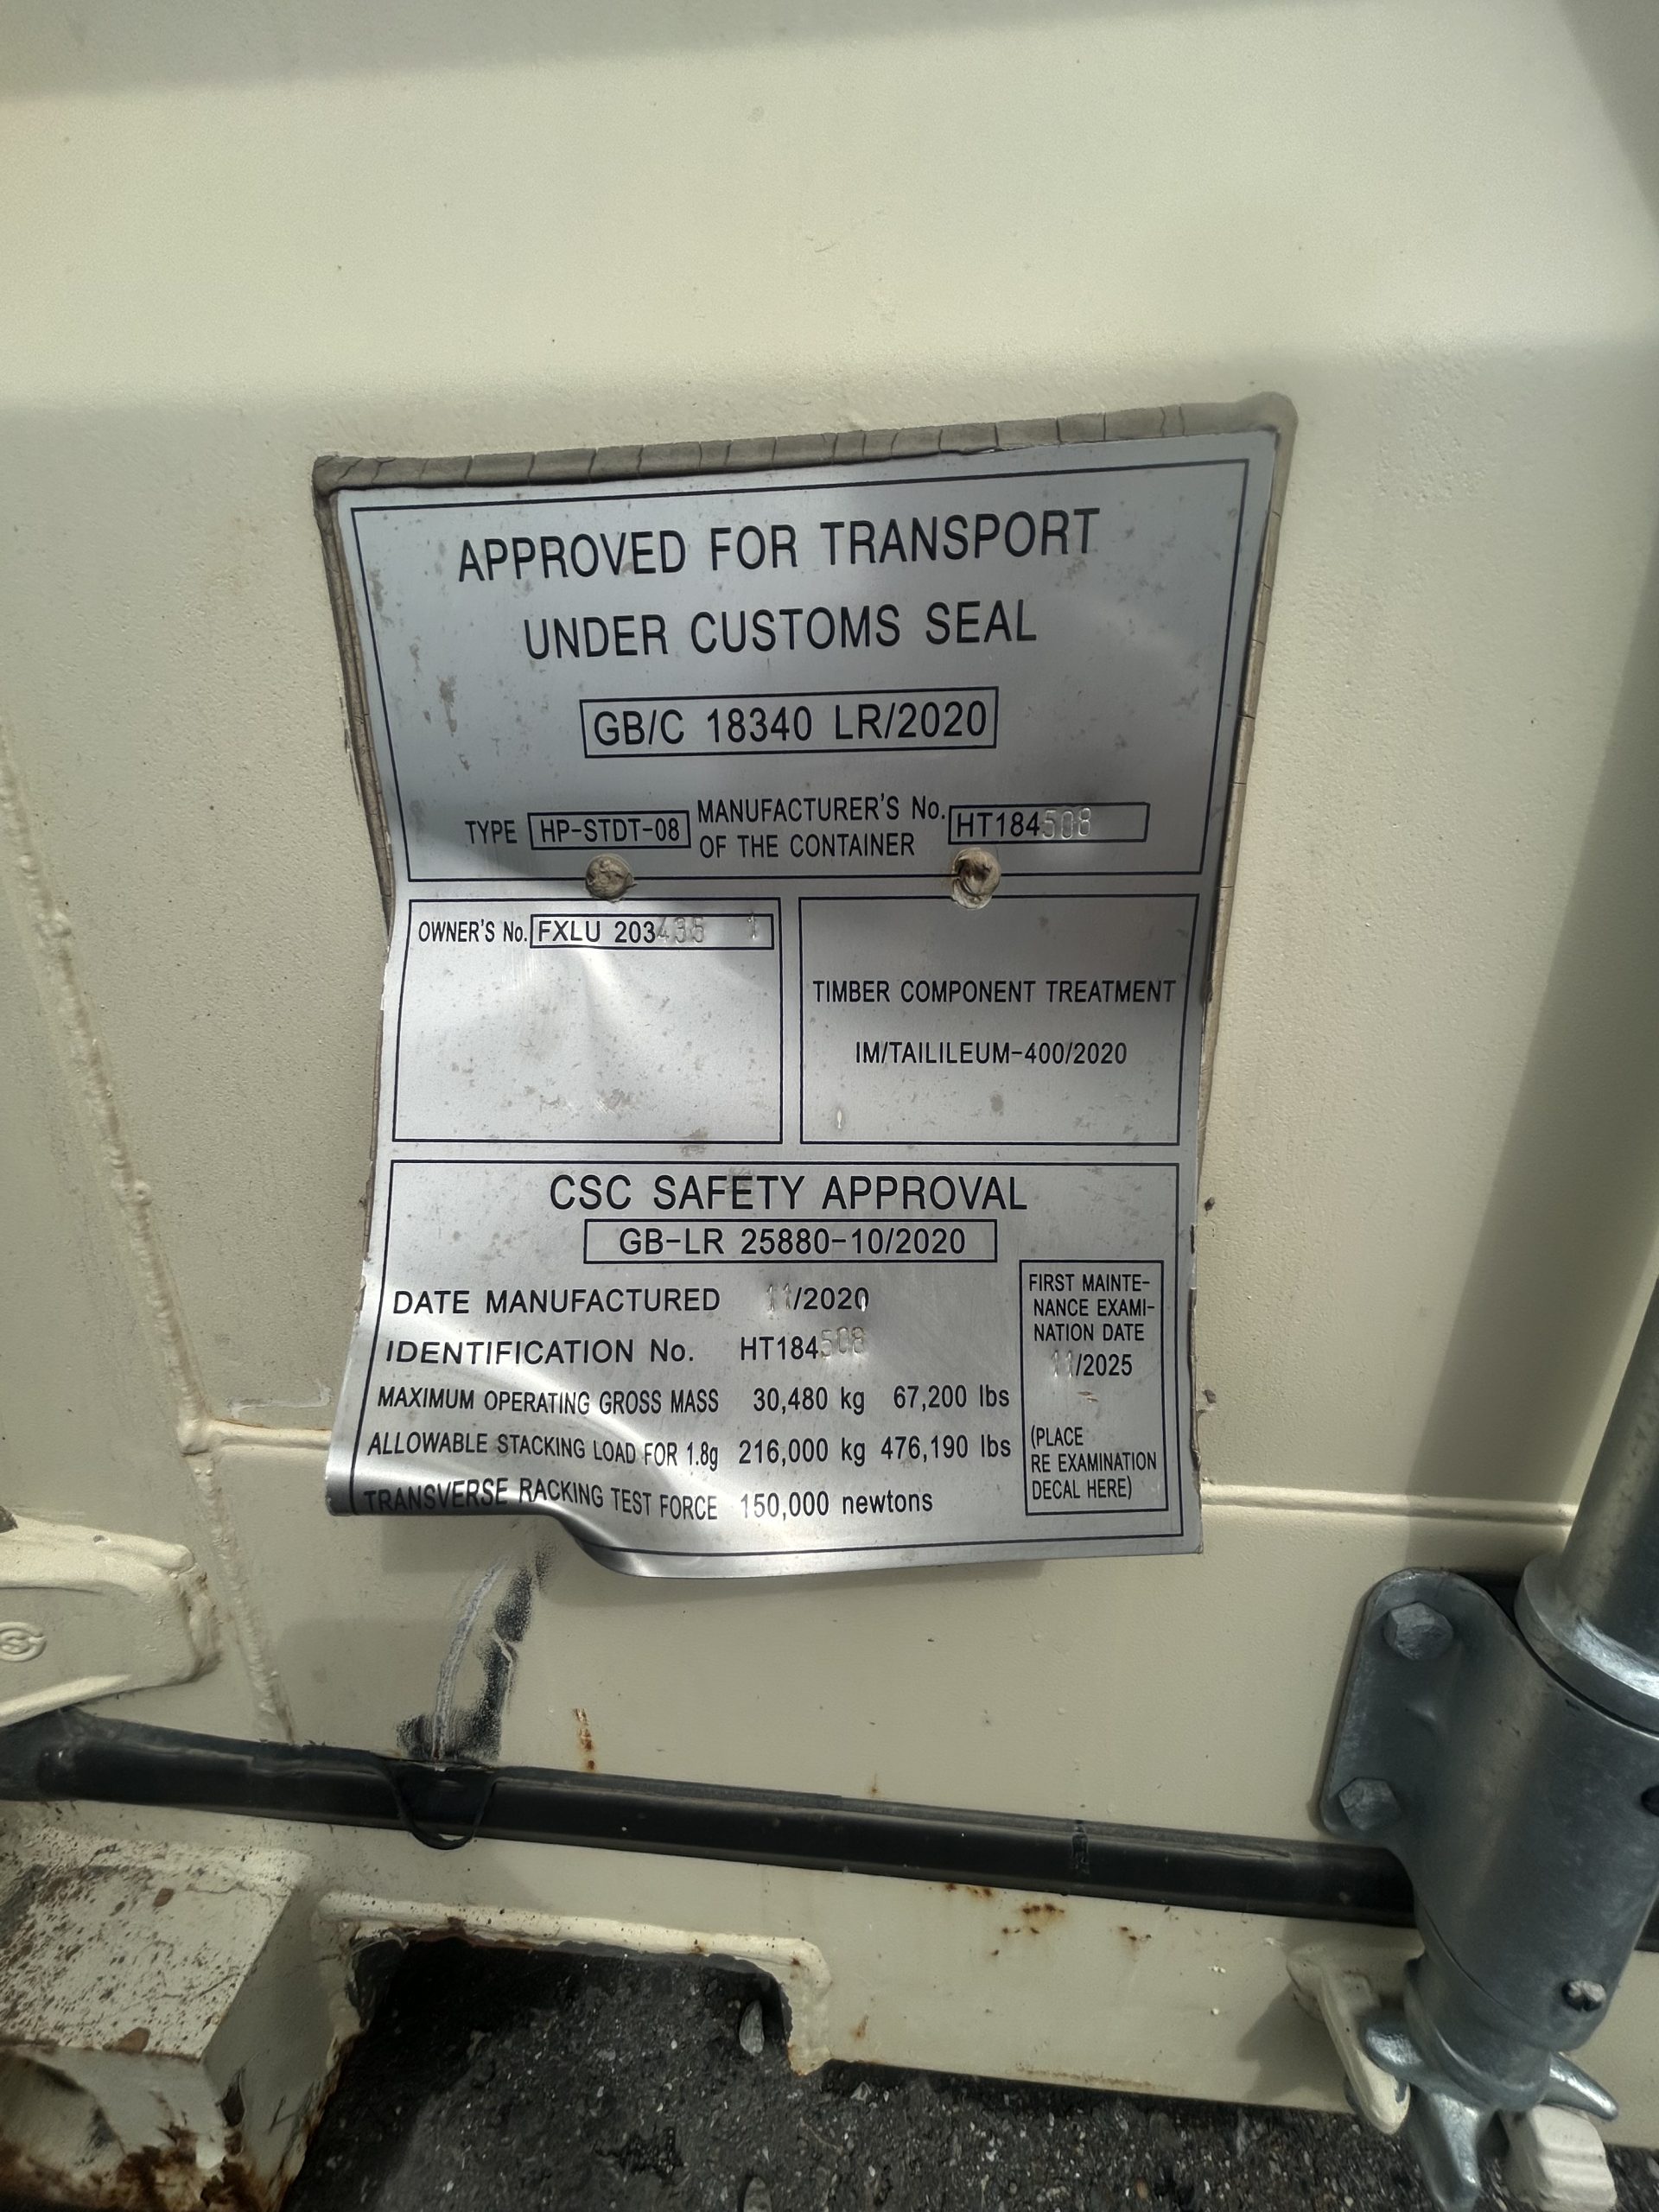 APPROVED FOR TRANSPORT
UNDER CUSTOMS SEAL
GB/C 18340 LR/2020
TYPE HP-STDT-08 MANUFACTURER'S No. OF THE CONTAINER HT184508
OWNER'S No. FXLU 203435 1
TIMBER COMPONENT TREATMENT
IM/TAILILEUM-400/2020
CSC SAFETY APPROVAL
GB-LR 25880-10/2020
DATE MANUFACTURED 11/2020
IDENTIFICATION No. HT184508
MAXIMUM OPERATING GROSS MASS 30,480 kg 67,200 lbs
ALLOWABLE STACKING LOAD FOR 1.8g 216,000 kg 476,190 lbs
TRANSVERSE RACKING TEST FORCE 150,000 newtons
FIRST MAINTE-
NANCE EXAMI-
NATION DATE
11/2025
(PLACE
RE EXAMINATION
DECAL HERE)